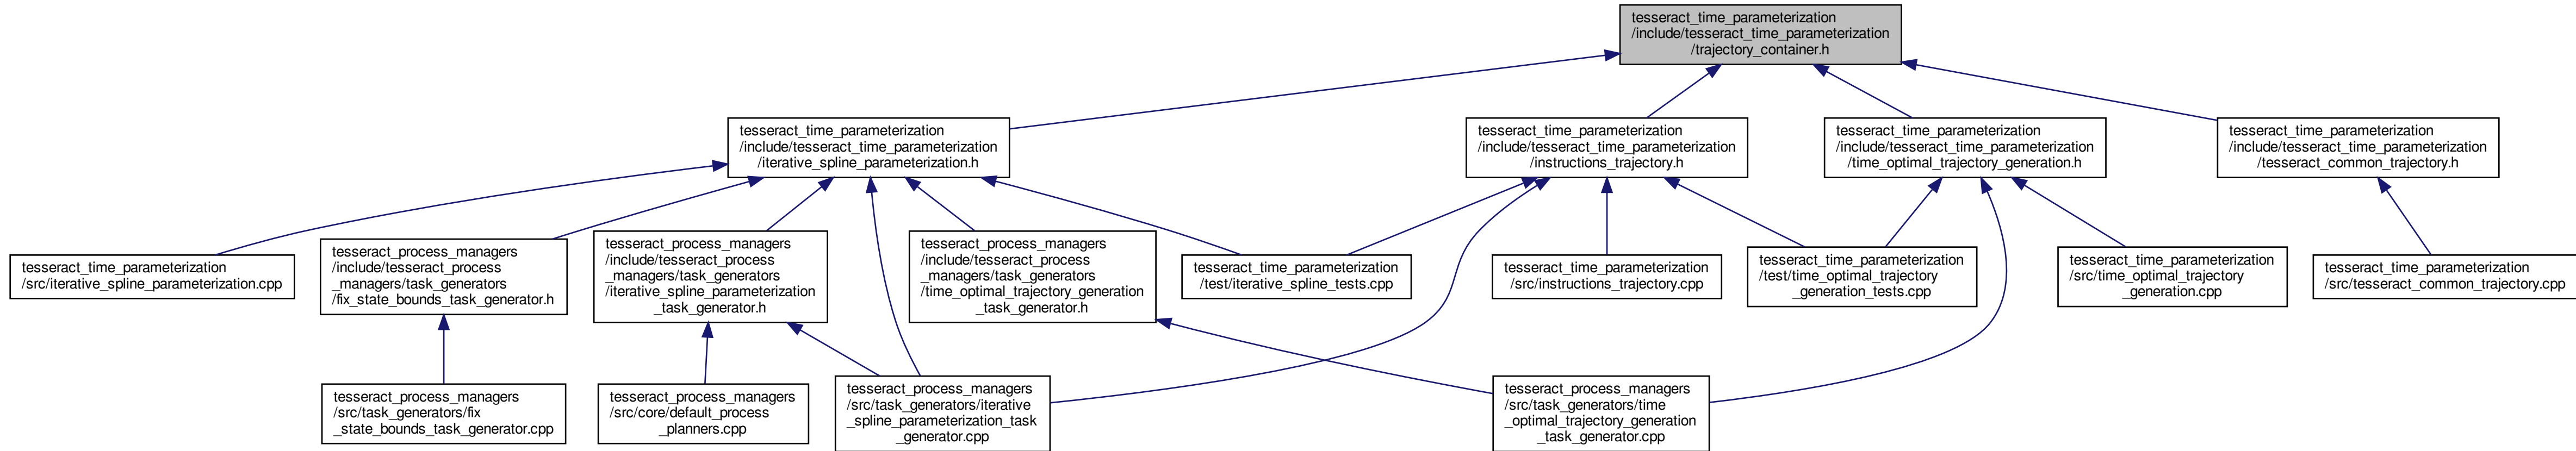 tesseract_time_parameterization
/include/tesseract_time_parameterization
/trajectory_container.h
tesseract_time_parameterization
/include/tesseract_time_parameterization
/iterative_spline_parameterization.h
tesseract_time_parameterization
/include/tesseract_time_parameterization
/instructions_trajectory.h
tesseract_time_parameterization
/include/tesseract_time_parameterization
/time_optimal_trajectory_generation.h
tesseract_time_parameterization
/include/tesseract_time_parameterization
/tesseract_common_trajectory.h
tesseract_time_parameterization
/src/iterative_spline_parameterization.cpp
tesseract_process_managers
/include/tesseract_process
_managers/task_generators
/fix_state_bounds_task_generator.h
tesseract_process_managers
/include/tesseract_process
_managers/task_generators
/iterative_spline_parameterization
_task_generator.h
tesseract_process_managers
/include/tesseract_process
_managers/task_generators
/time_optimal_trajectory_generation
_task_generator.h
tesseract_time_parameterization
/test/iterative_spline_tests.cpp
tesseract_time_parameterization
/src/instructions_trajectory.cpp
tesseract_time_parameterization
/test/time_optimal_trajectory
_generation_tests.cpp
tesseract_time_parameterization
/src/time_optimal_trajectory
_generation.cpp
tesseract_time_parameterization
/src/tesseract_common_trajectory.cpp
tesseract_process_managers
/src/task_generators/fix
_state_bounds_task_generator.cpp
tesseract_process_managers
/src/core/default_process
_planners.cpp
tesseract_process_managers
/src/task_generators/iterative
_spline_parameterization_task
_generator.cpp
tesseract_process_managers
/src/task_generators/time
_optimal_trajectory_generation
_task_generator.cpp